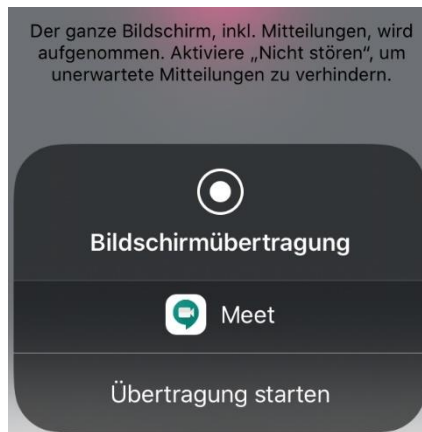 Der ganze Bildschirm, inkl. Mitteilungen, wird
aufgenommen. Aktiviere „Nicht stören“, um
unerwartete Mitteilungen zu verhindern.
Bildschirmübertragung
Meet
Übertragung starten